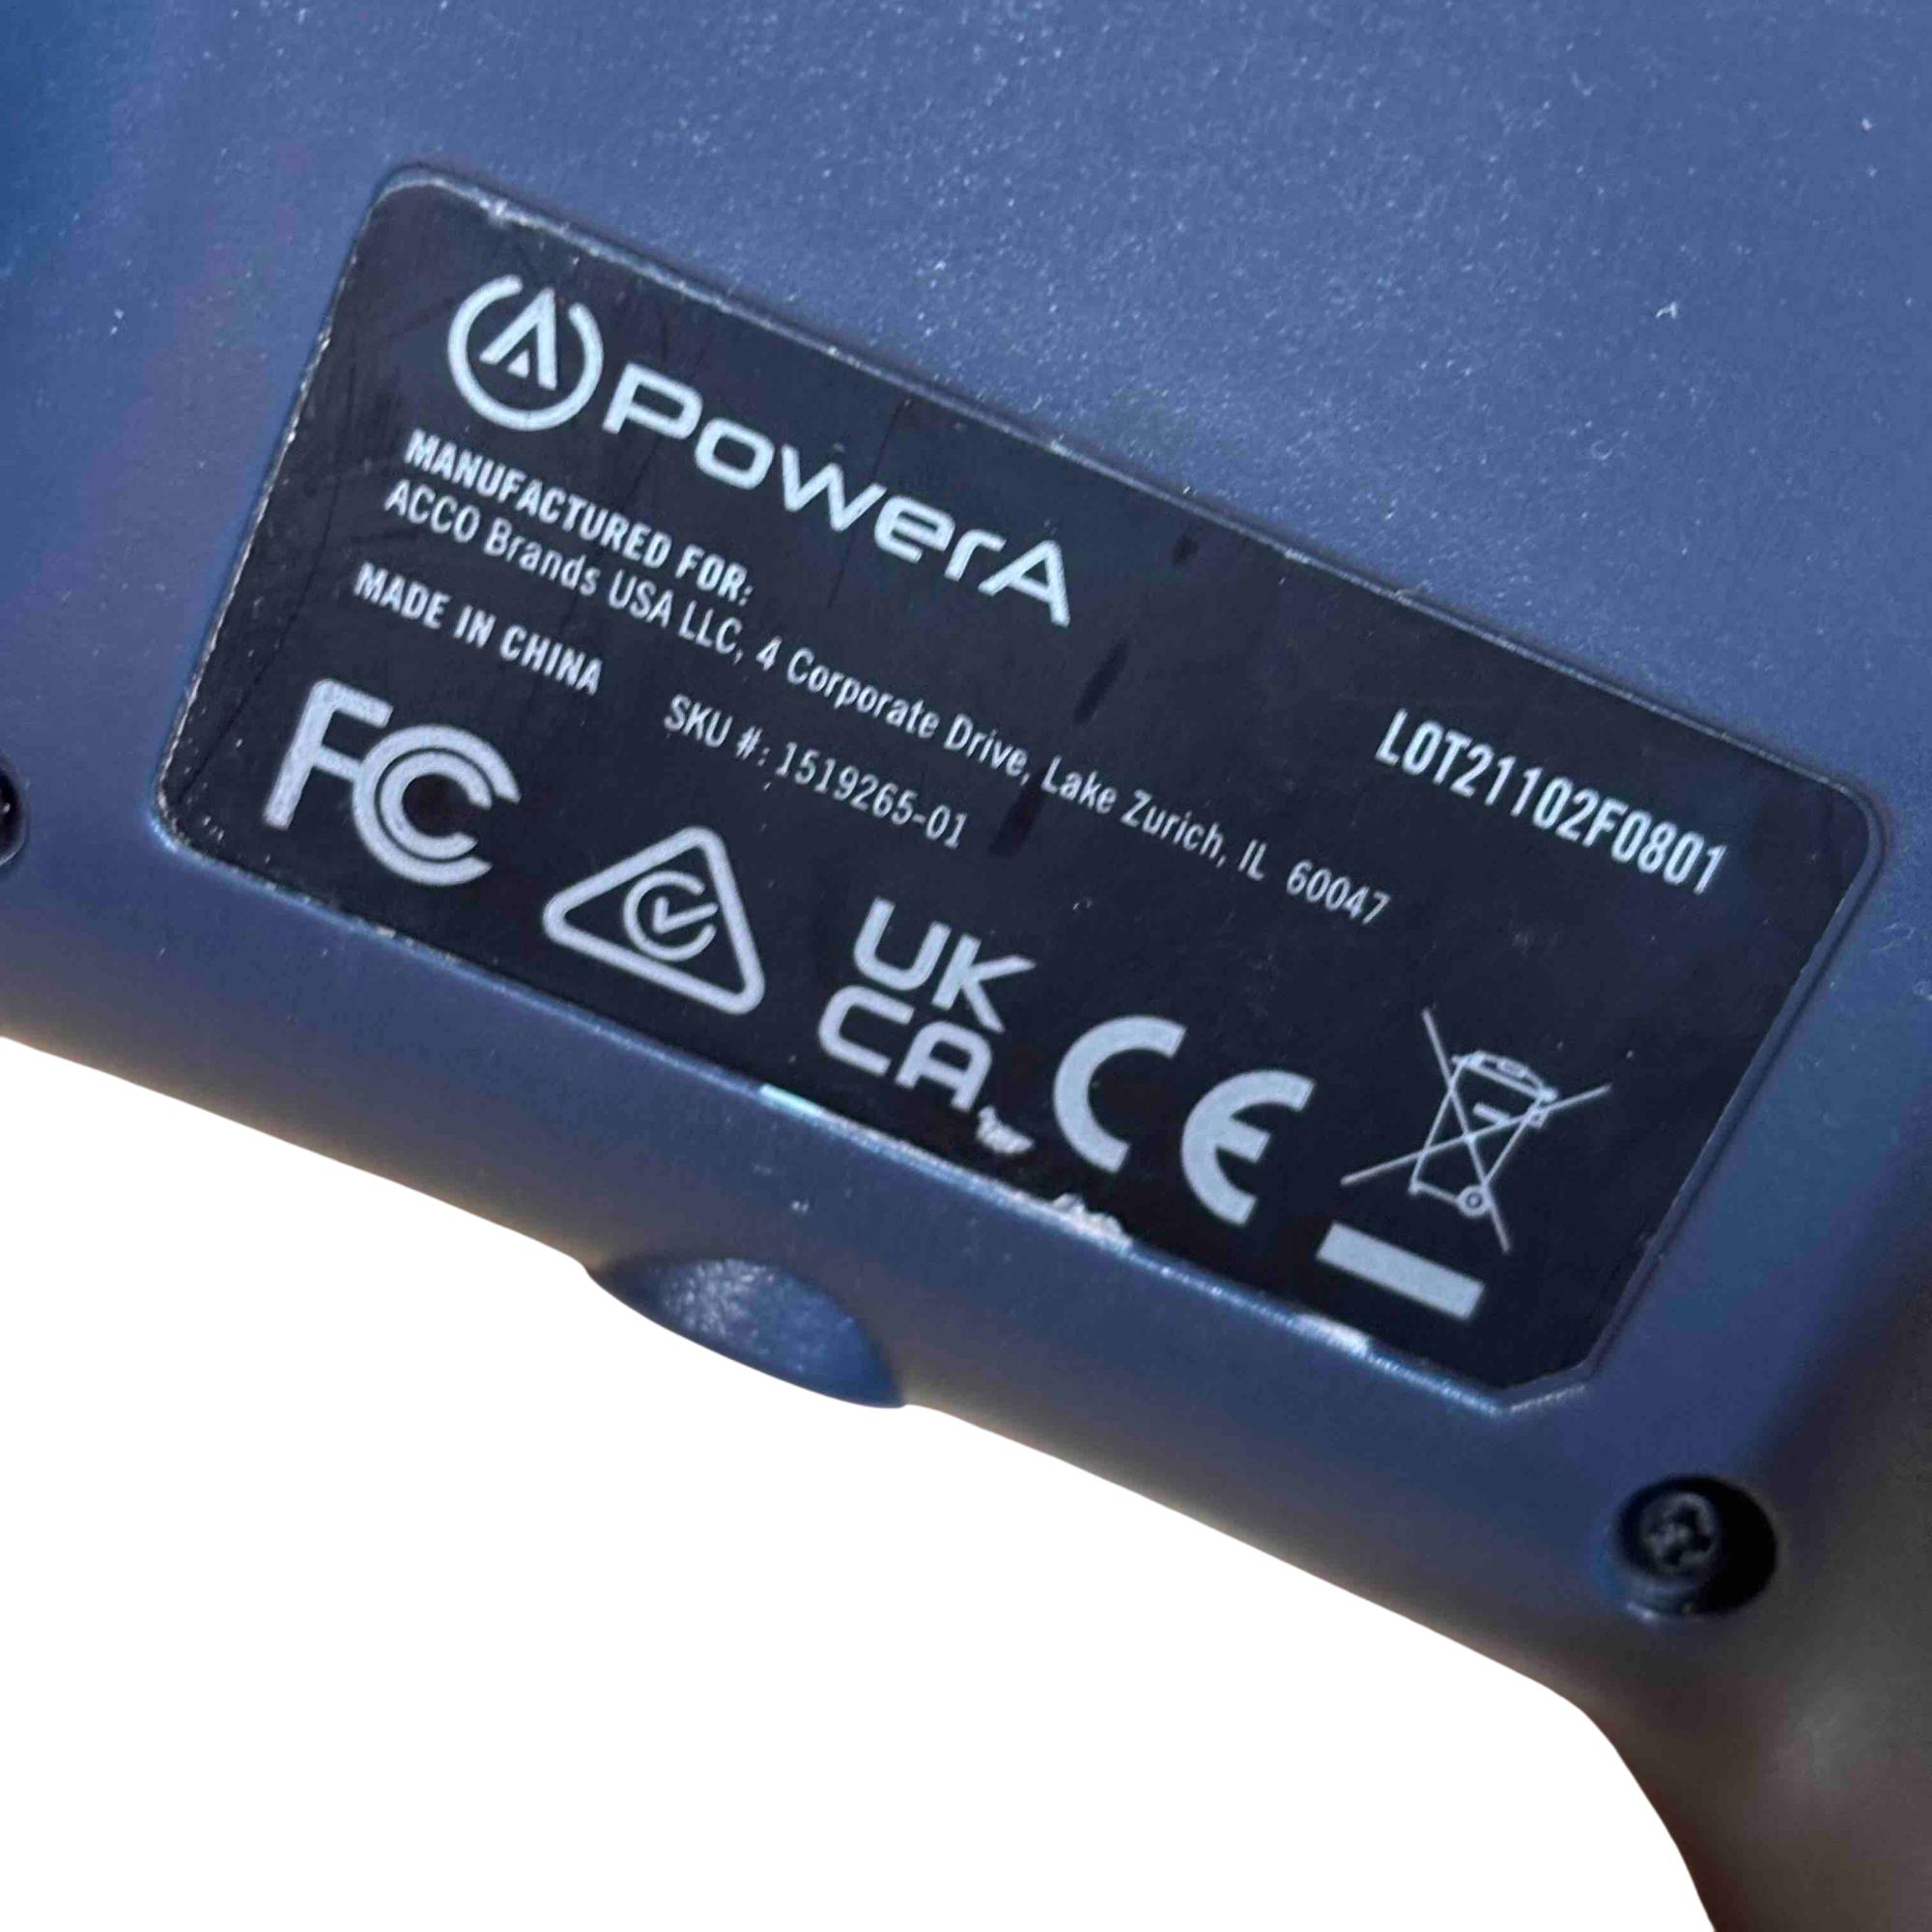 PowerA
MANUFACTURED FOR:
ACCO Brands USA LLC, 4 Corporate Drive, Lake Zurich, IL 60047
MADE IN CHINA
SKU #: 1519265-01
LOT21102F0801
FC
UK
CA
CE